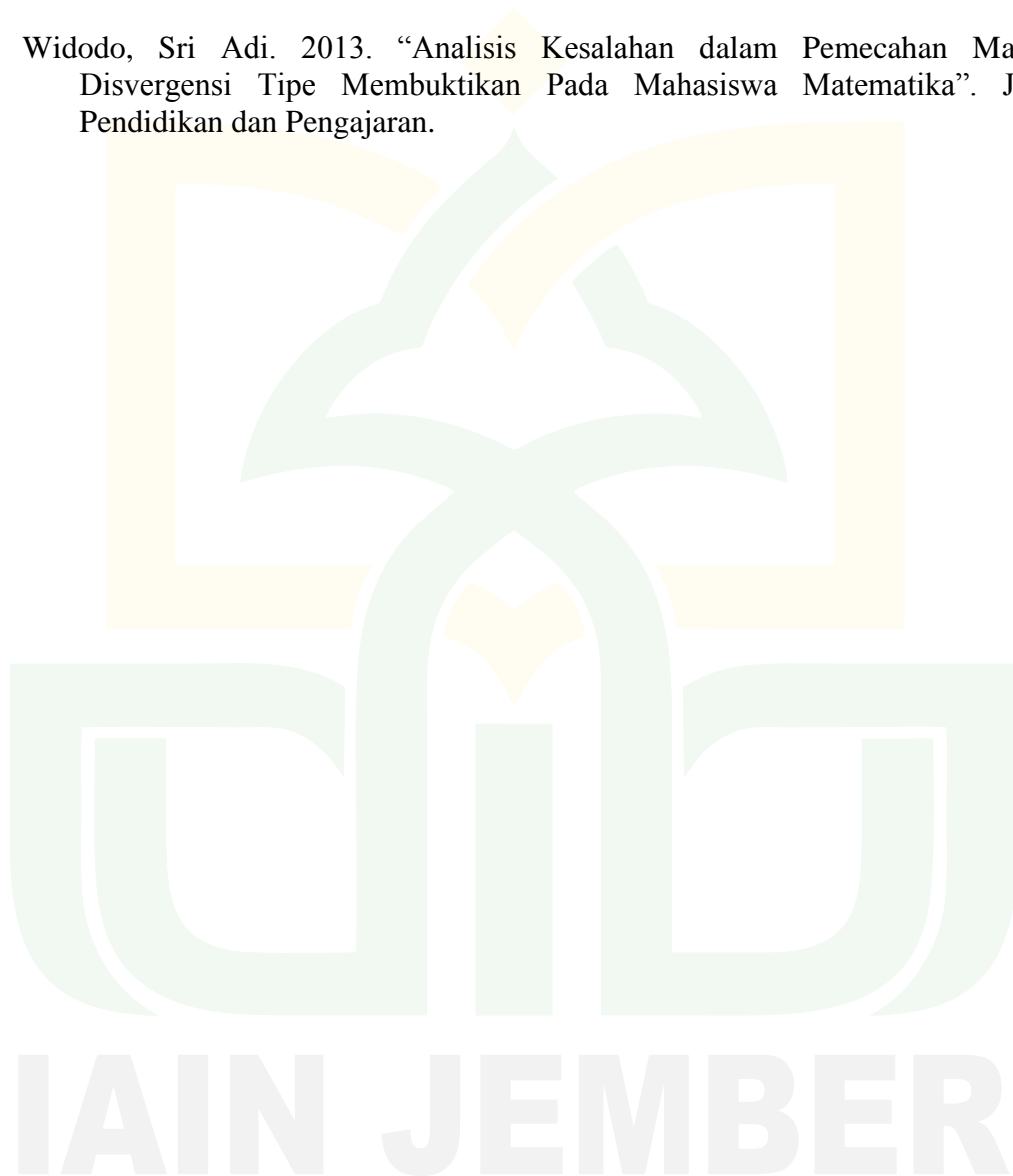 Widodo, Sri Adi. 2013. “Analisis Kesalahan dalam Pemecahan Ma
Disvergensi Tipe Membuktikan Pada Mahasiswa Matematika”. J
Pendidikan dan Pengajaran.
IAIN JEMBER